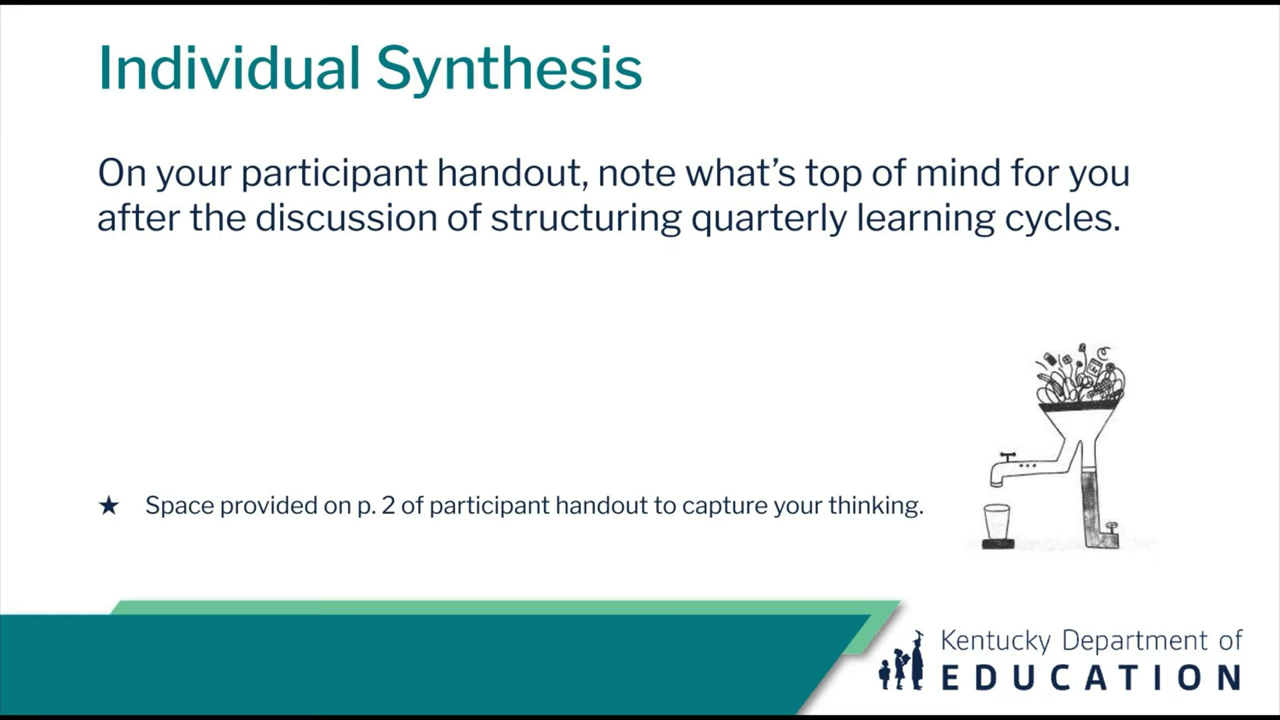 Individual Synthesis
On your participant handout, note what’s top of mind for you
after the discussion of structuring quarterly learning cycles.
★ Space provided on p. 2 of participant handout to capture your thinking.
Kentucky Department of
EDUCATION